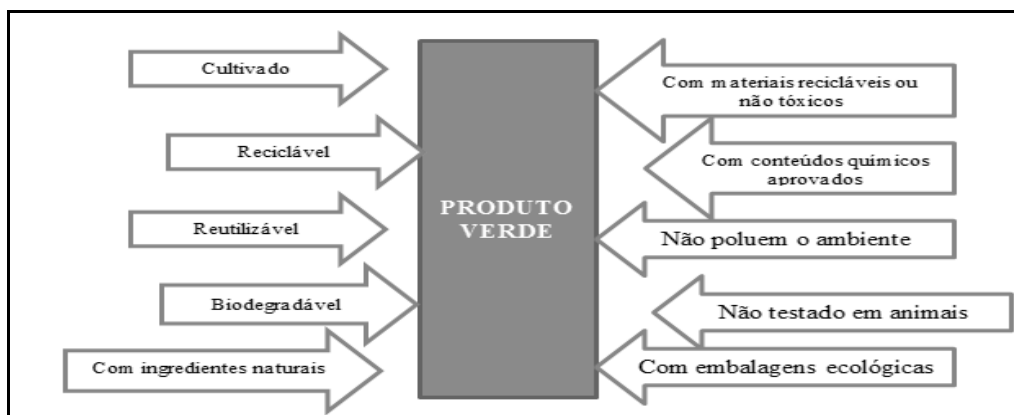 Cultivado
Reciclável
Reutilizável
Biodegradável
Com ingredientes naturais
PRODUTO
VERDE
Com materiais recicláveis ou
não tóxicos
Com conteúdos químicos
aprovados
Não poluem o ambiente
Não testado em animais
Com embalagens ecológicas